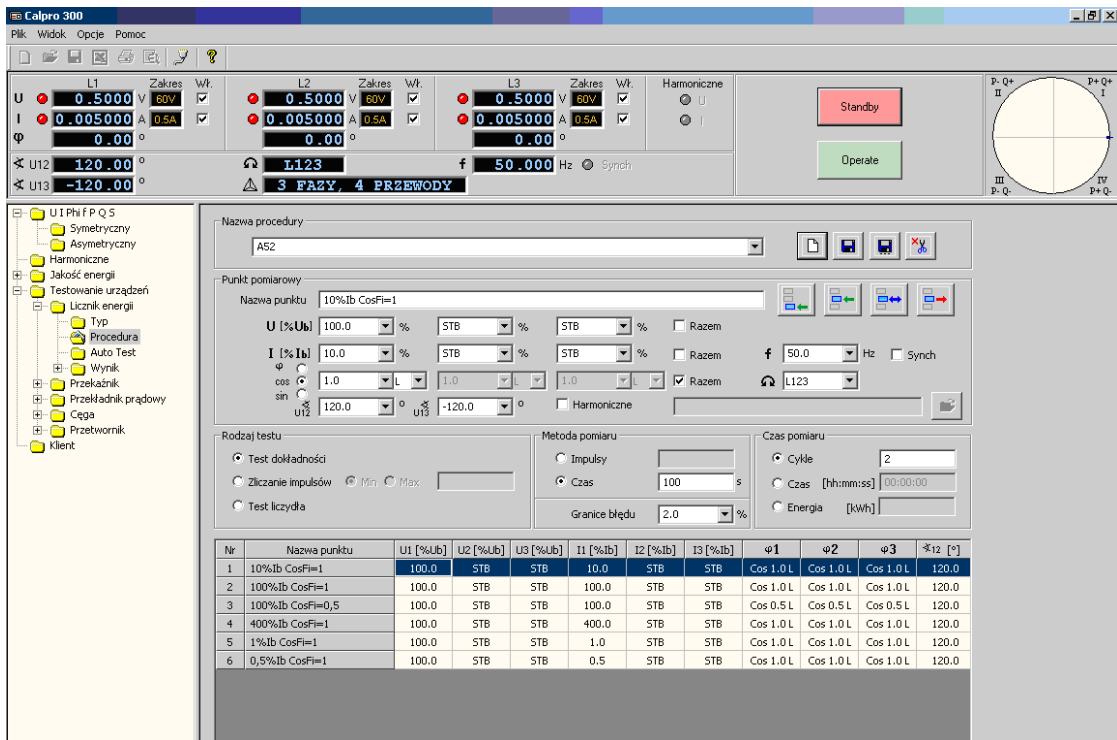 Calpro 300
Plik Widok Opcje Pomoc
L1 Zakres Wł. L2 Zakres Wł. L3 Zakres Wł. Harmoniczne
U 0.5000 V 60V 0.5000 V 60V 0.5000 V 60V U
I 0.005000 A 0.5A 0.005000 A 0.5A 0.005000 A 0.5A I
φ 0.00 ° 0.00 ° 0.00 °
∢ U12 120.00 ° L123 f 50.000 Hz Synch
∢ U13 -120.00 ° 3 FAZY, 4 PRZEWODY
Standby
Operate
P- Q+ P+ Q+
II I
III IV
P- Q- P+ Q-
U I Phi f P Q S
Symetryczny
Asymetryczny
Harmoniczne
Jakość energii
Testowanie urządzeń
Licznik energii
Typ
Procedura
Auto Test
Wynik
Przekaźnik
Przekładnik prądowy
Cęga
Przetwornik
Klient
Nazwa procedury
A52
Punkt pomiarowy
Nazwa punktu 10%Ib CosFi=1
U [%Ub] 100.0 % STB % STB % Razem
I [%Ib] 10.0 % STB % STB % Razem f 50.0 Hz Synch
φ
cos 1.0 L 1.0 L 1.0 L Razem L123
sin
∢ U12 120.0 ° ∢ U13 -120.0 ° Harmoniczne
Rodzaj testu
Test dokładności
Zliczanie impulsów Min Max
Test liczydła
Metoda pomiaru
Impulsy
Czas 100 s
Granice błędu 2.0 %
Czas pomiaru
Cykle 2
Czas [hh:mm:ss] 00:00:00
Energia [kWh]
Nr Nazwa punktu U1 [%Ub] U2 [%Ub] U3 [%Ub] I1 [%Ib] I2 [%Ib] I3 [%Ib] φ1 φ2 φ3 ∢12 [°]
1 10%Ib CosFi=1 100.0 STB STB 10.0 STB STB Cos 1.0 L Cos 1.0 L Cos 1.0 L 120.0
2 100%Ib CosFi=1 100.0 STB STB 100.0 STB STB Cos 1.0 L Cos 1.0 L Cos 1.0 L 120.0
3 100%Ib CosFi=0,5 100.0 STB STB 100.0 STB STB Cos 0.5 L Cos 0.5 L Cos 0.5 L 120.0
4 400%Ib CosFi=1 100.0 STB STB 400.0 STB STB Cos 1.0 L Cos 1.0 L Cos 1.0 L 120.0
5 1%Ib CosFi=1 100.0 STB STB 1.0 STB STB Cos 1.0 L Cos 1.0 L Cos 1.0 L 120.0
6 0,5%Ib CosFi=1 100.0 STB STB 0.5 STB STB Cos 1.0 L Cos 1.0 L Cos 1.0 L 120.0